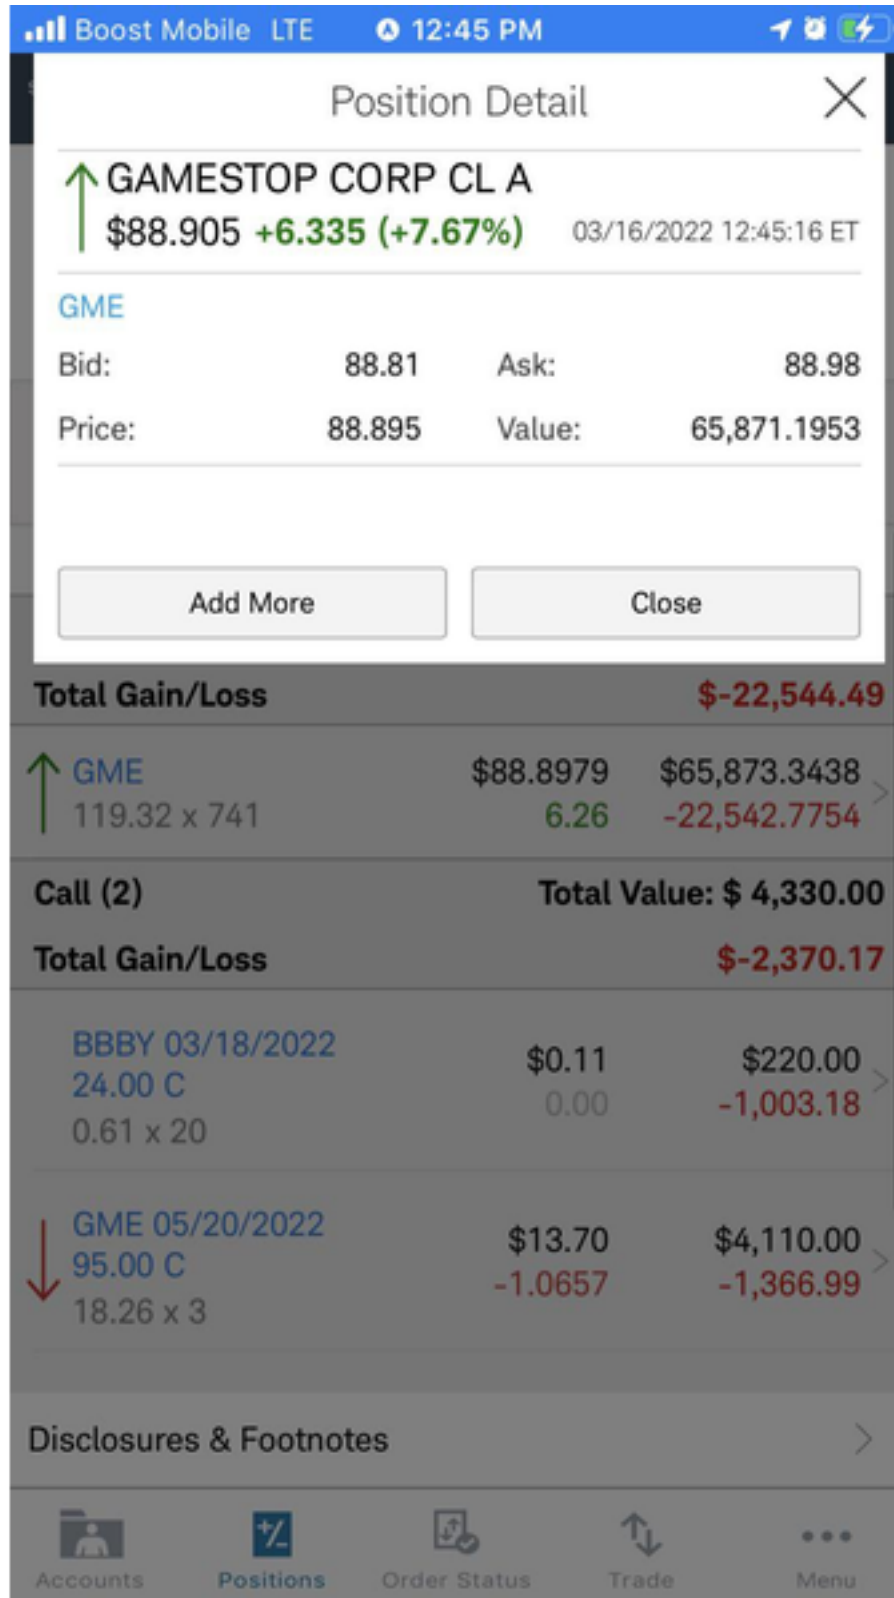 Boost Mobile LTE 12:45 PM
Position Detail
GAMESTOP CORP CL A
$88.905 +6.335 (+7.67%) 03/16/2022 12:45:16 ET
GME
Bid: 88.81 Ask: 88.98
Price: 88.895 Value: 65,871.1953
Add More Close
Total Gain/Loss $-22,544.49
GME $88.8979 $65,873.3438
119.32 x 741 6.26 -22,542.7754
Call (2) Total Value: $ 4,330.00
Total Gain/Loss $-2,370.17
BBBY 03/18/2022
24.00 C $0.11 $220.00
0.61 x 20 0.00 -1,003.18
GME 05/20/2022
95.00 C $13.70 $4,110.00
18.26 x 3 -1.0657 -1,366.99
Disclosures & Footnotes
Accounts Positions Order Status Trade Menu